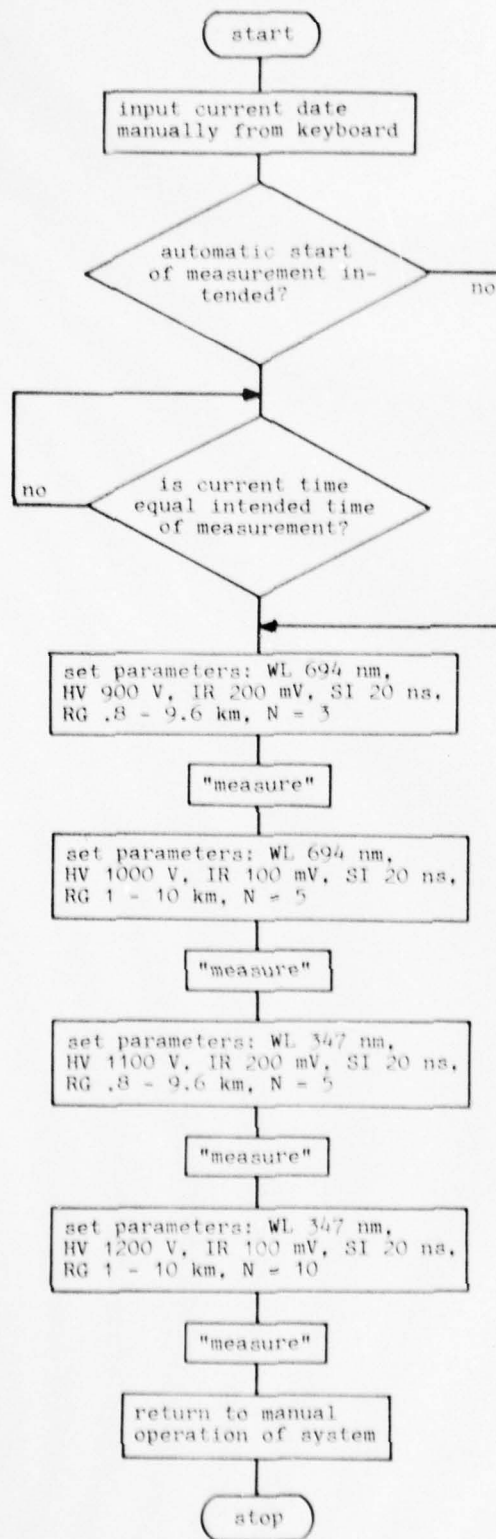 start
input current date
manually from keyboard
automatic start
of measurement in-
tended?
no
no
is current time
equal intended time
of measurement?
set parameters: WL 694 nm,
HV 900 V, IR 200 mV, SI 20 ns,
RG .8 - 9.6 km, N = 3
"measure"
set parameters: WL 694 nm,
HV 1000 V, IR 100 mV, SI 20 ns,
RG 1 - 10 km, N = 5
"measure"
set parameters: WL 347 nm,
HV 1100 V, IR 200 mV, SI 20 ns,
RG .8 - 9.6 km, N = 5
"measure"
set parameters: WL 347 nm,
HV 1200 V, IR 100 mV, SI 20 ns,
RG 1 - 10 km, N = 10
"measure"
return to manual
operation of system
stop